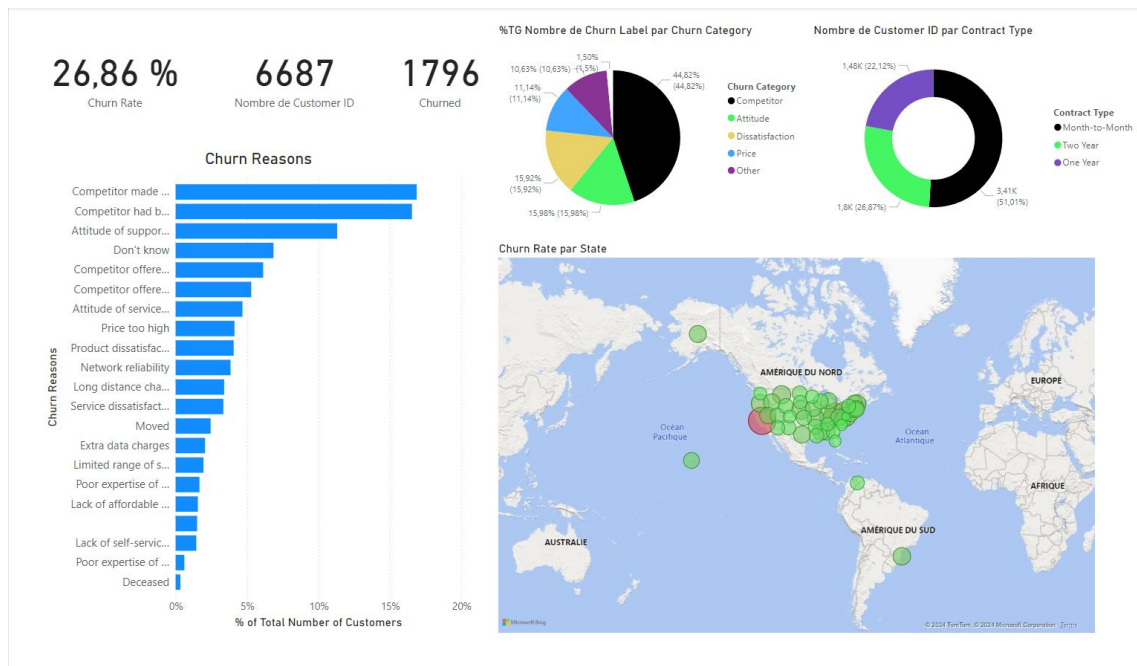 26,86 %
Churn Rate
6687
Nombre de Customer ID
1796
Churned
%TG Nombre de Churn Label par Churn Category
1,50%
(1,5%)
10,63% (10,63%)
11,14%
(11,14%)
15,92%
(15,92%)
15,98% (15,98%)
44,82%
(44,82%)
Churn Category
Competitor
Attitude
Dissatisfaction
Price
Other
Nombre de Customer ID par Contract Type
1,48K (22,12%)
1,8K (26,87%)
3,41K
(51,01%)
Contract Type
Month-to-Month
Two Year
One Year
Churn Reasons
Churn Reasons
Competitor made ...
Competitor had b...
Attitude of suppor...
Don't know
Competitor offere...
Competitor offere...
Attitude of service...
Price too high
Product dissatisfac...
Network reliability
Long distance cha...
Service dissatisfact...
Moved
Extra data charges
Limited range of s...
Poor expertise of ...
Lack of affordable ...
Lack of self-servic...
Poor expertise of ...
Deceased
0%
5%
10%
15%
20%
% of Total Number of Customers
Churn Rate par State
AMÉRIQUE DU NORD
EUROPE
Océan
Pacifique
Océan
Atlantique
AFRIQUE
AMÉRIQUE DU SUD
AUSTRALIE
Microsoft Bing
© 2024 TomTom, © 2024 Microsoft Corporation Terms